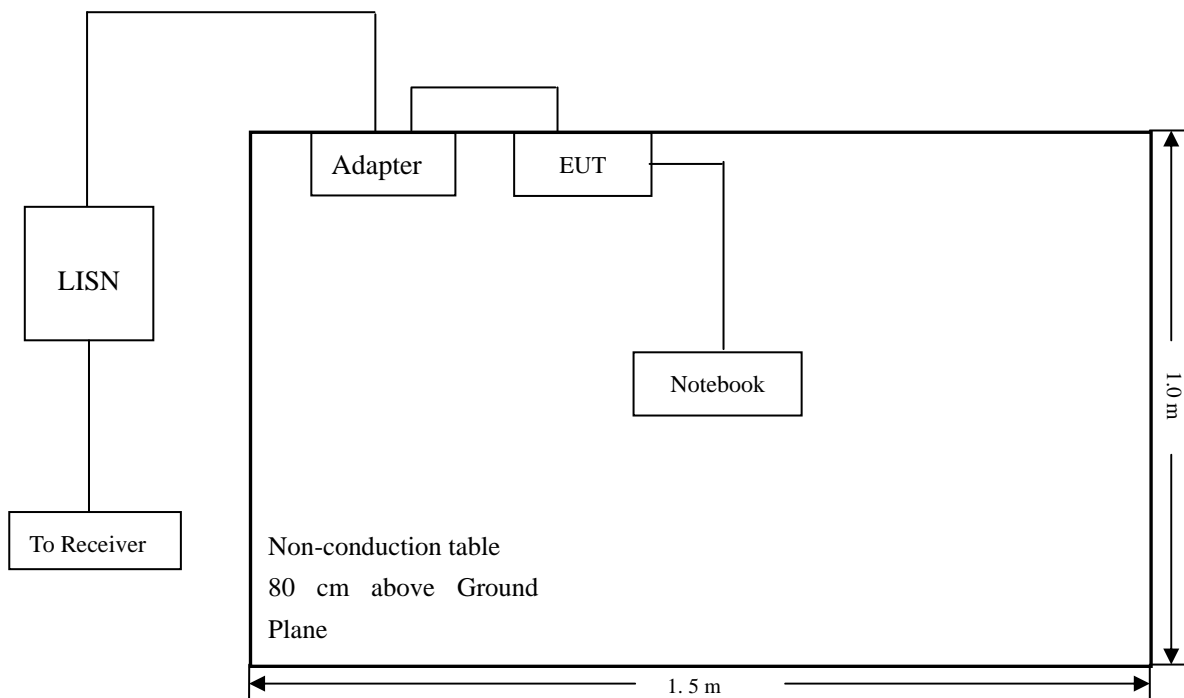 Adapter
EUT
LISN
Notebook
1.0 m
To Receiver
Non-conduction table
80 cm above Ground
Plane
1. 5 m